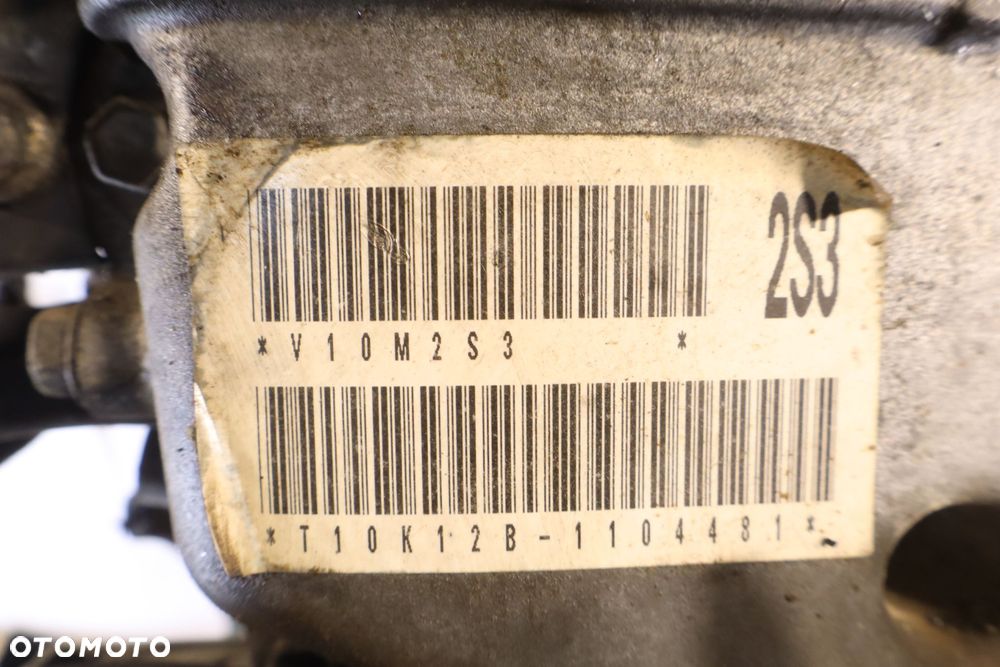 2S3
*V10M2S3 *
*T10K12B-1104481*
OTOMOTO